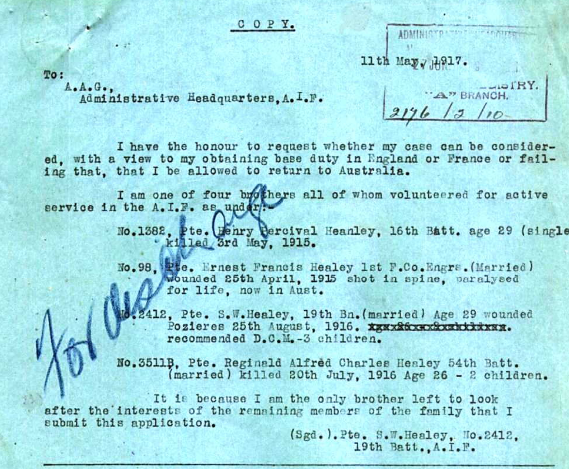 C O P Y.
ADMINISTRATIVE HEADQUARTERS
11th May, 1917.
REGISTRY.
"A" BRANCH.
2176 / 2 / 10
To:
A.A.G.,
Administrative Headquarters, A.I.F.
I have the honour to request whether my case can be consider-
ed, with a view to my obtaining base duty in England or France or fail-
ing that, that I be allowed to return to Australia.
I am one of four brothers all of whom volunteered for active
service in the A.I.F. as under:-
No.1382, Pte. Henry Percival Heanley, 16th Batt. age 29 (single
killed 3rd May, 1915.
No.98, Pte. Ernest Francis Healey 1st F.Co.Engrs.(Married)
wounded 25th April, 1915 shot in spine, paralysed
for life, now in Aust.
No.2412, Pte. S.W.Healey, 19th Bn.(married) Age 29 wounded
Pozieres 25th August, 1916.
recommended D.C.M.-3 children.
No.3511B, Pte. Reginald Alfred Charles Healey 54th Batt.
(married) killed 20th July, 1916 Age 26 - 2 children.
It is because I am the only brother left to look
after the interests of the remaining members of the family that I
submit this application.
(Sgd.).Pte. S.W.Healey, No.2412,
19th Batt.,A.I.F.
For discharge